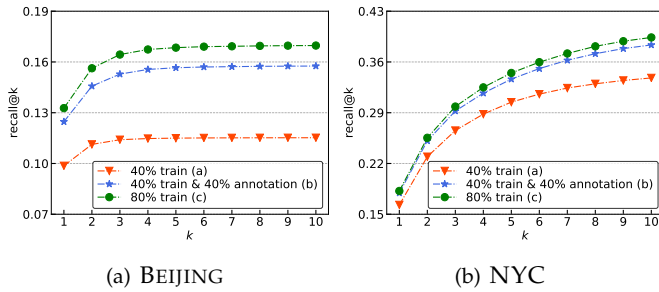 0.19
0.16
0.13
0.10
0.07
recall@k
40% train (a)
40% train & 40% annotation (b)
80% train (c)
1 2 3 4 5 6 7 8 9 10
k
(a) BEIJING
0.43
0.36
0.29
0.22
0.15
recall@k
40% train (a)
40% train & 40% annotation (b)
80% train (c)
1 2 3 4 5 6 7 8 9 10
k
(b) NYC